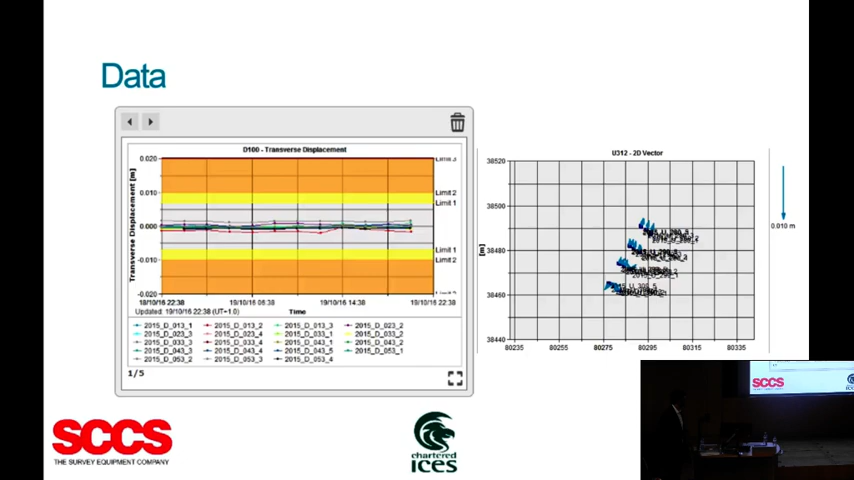 Data
D100 - Transverse Displacement
Transverse Displacement [m]
0.020
0.010
0.000
-0.010
-0.020
Limit 2
Limit 1
Limit 1
Limit 2
18/10/16 22:38
19/10/16 06:38
19/10/16 14:38
18/10/16 22:38
Updated: 19/10/16 22:38 (UT+1.0)
Time
2015_D_013_1
2015_D_013_2
2015_D_013_3
2015_D_023_2
2015_D_023_3
2015_D_023_4
2015_D_033_1
2015_D_033_2
2015_D_033_3
2015_D_033_4
2015_D_043_1
2015_D_043_2
2015_D_043_3
2015_D_043_4
2015_D_043_5
2015_D_053_1
2015_D_053_2
2015_D_053_3
2015_D_053_4
1/5
U312 - 2D Vector
[m]
38520
38500
38480
38460
38440
80235
80255
80275
80295
80315
80335
0.010 m
SCCS
THE SURVEY EQUIPMENT COMPANY
chartered
ICES
SCCS